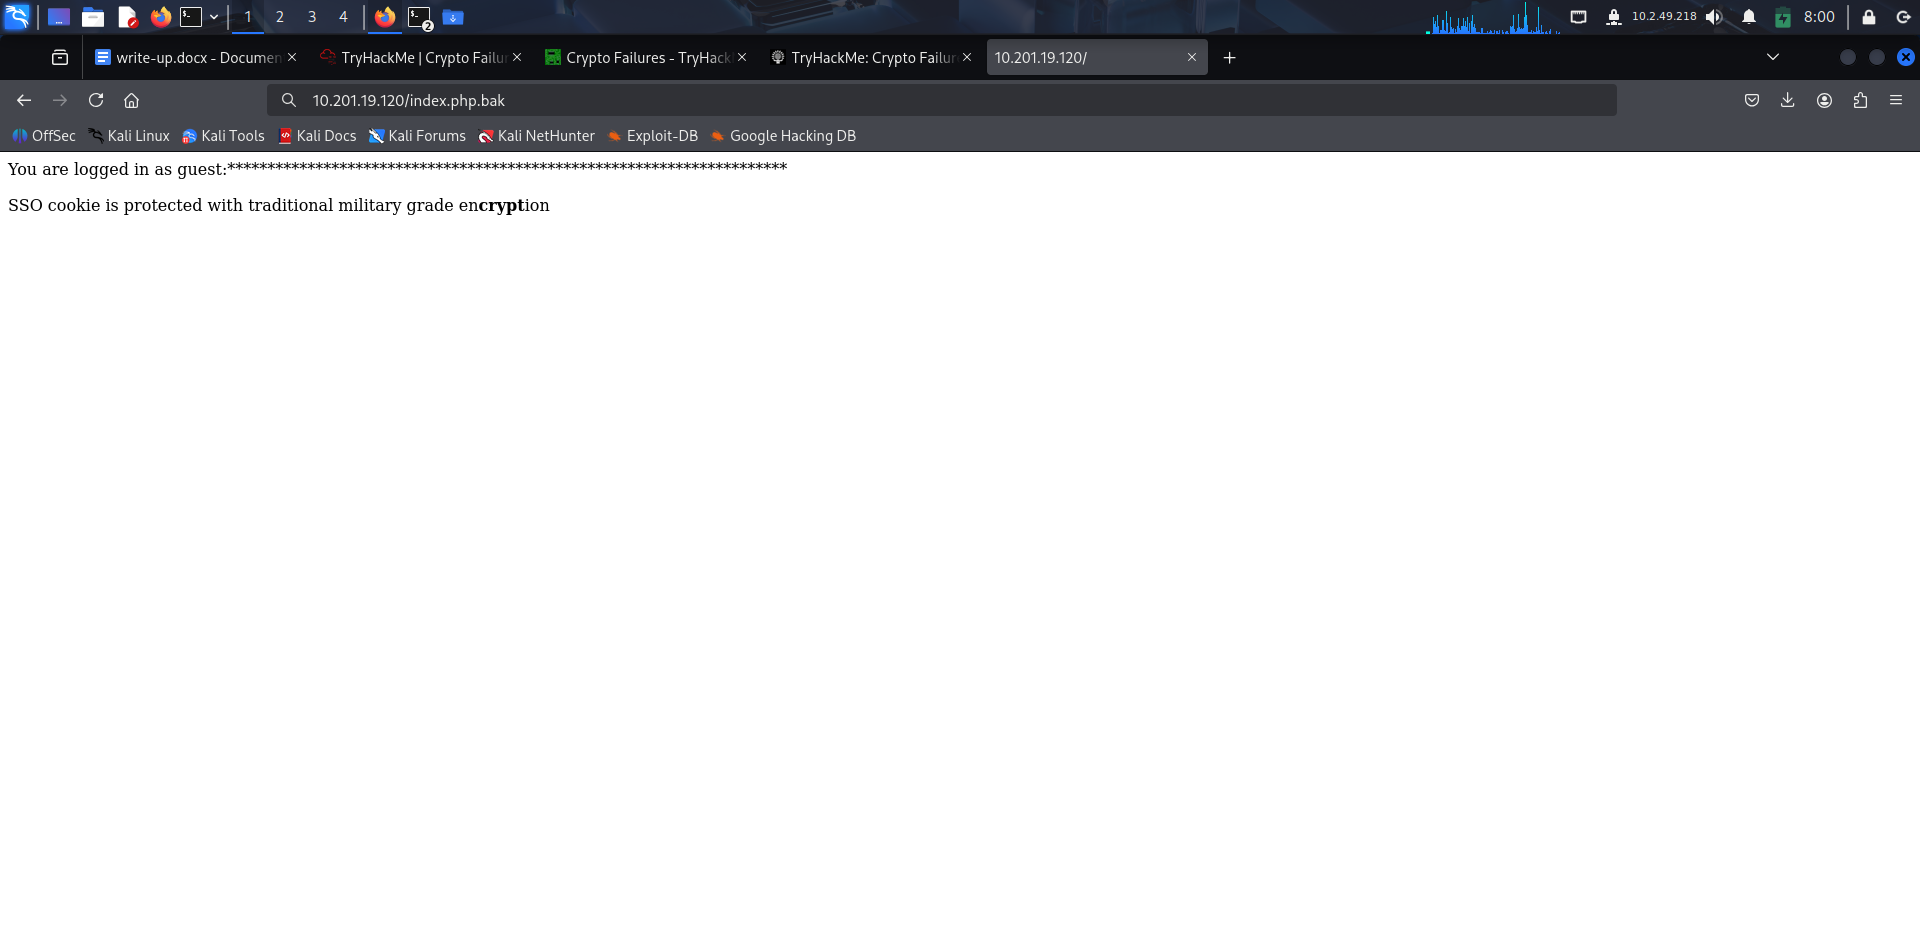 1 2 3 4 2 10.2.49.218 8:00
write-up.docx - Documen TryHackMe | Crypto Failur Crypto Failures - TryHack TryHackMe: Crypto Failur 10.201.19.120/
10.201.19.120/index.php.bak
OffSec Kali Linux Kali Tools Kali Docs Kali Forums Kali NetHunter Exploit-DB Google Hacking DB
You are logged in as guest:**********************************************************************
SSO cookie is protected with traditional military grade encryption